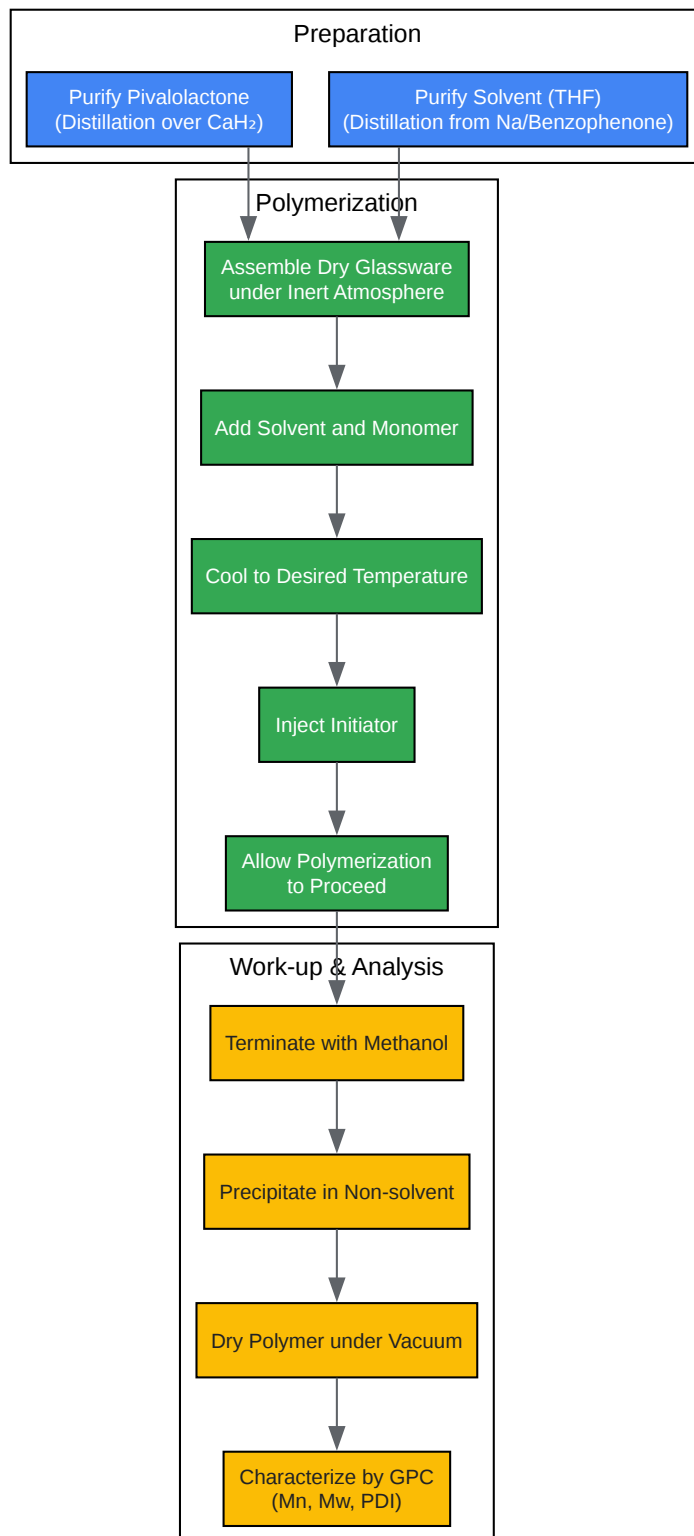 Preparation
Purify Pivalolactone
(Distillation over CaH₂)
Purify Solvent (THF)
(Distillation from Na/Benzophenone)
Polymerization
Assemble Dry Glassware
under Inert Atmosphere
Add Solvent and Monomer
Cool to Desired Temperature
Inject Initiator
Allow Polymerization
to Proceed
Work-up & Analysis
Terminate with Methanol
Precipitate in Non-solvent
Dry Polymer under Vacuum
Characterize by GPC
(Mn, Mw, PDI)